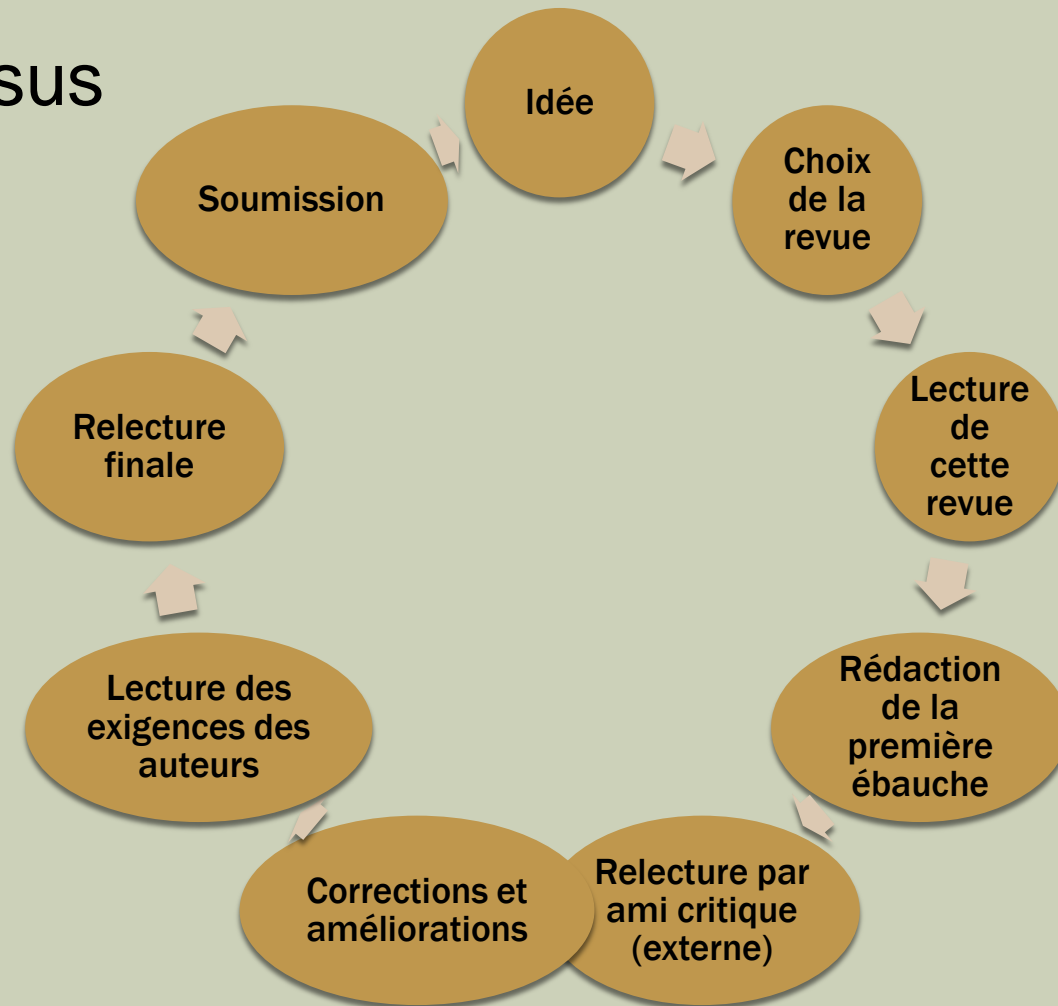 sus
Idée
Choix
de la
revue
Lecture
de
cette
revue
Rédaction
de la
première
ébauche
Relecture par
ami critique
(externe)
Corrections et
améliorations
Lecture des
exigences des
auteurs
Relecture
finale
Soumission